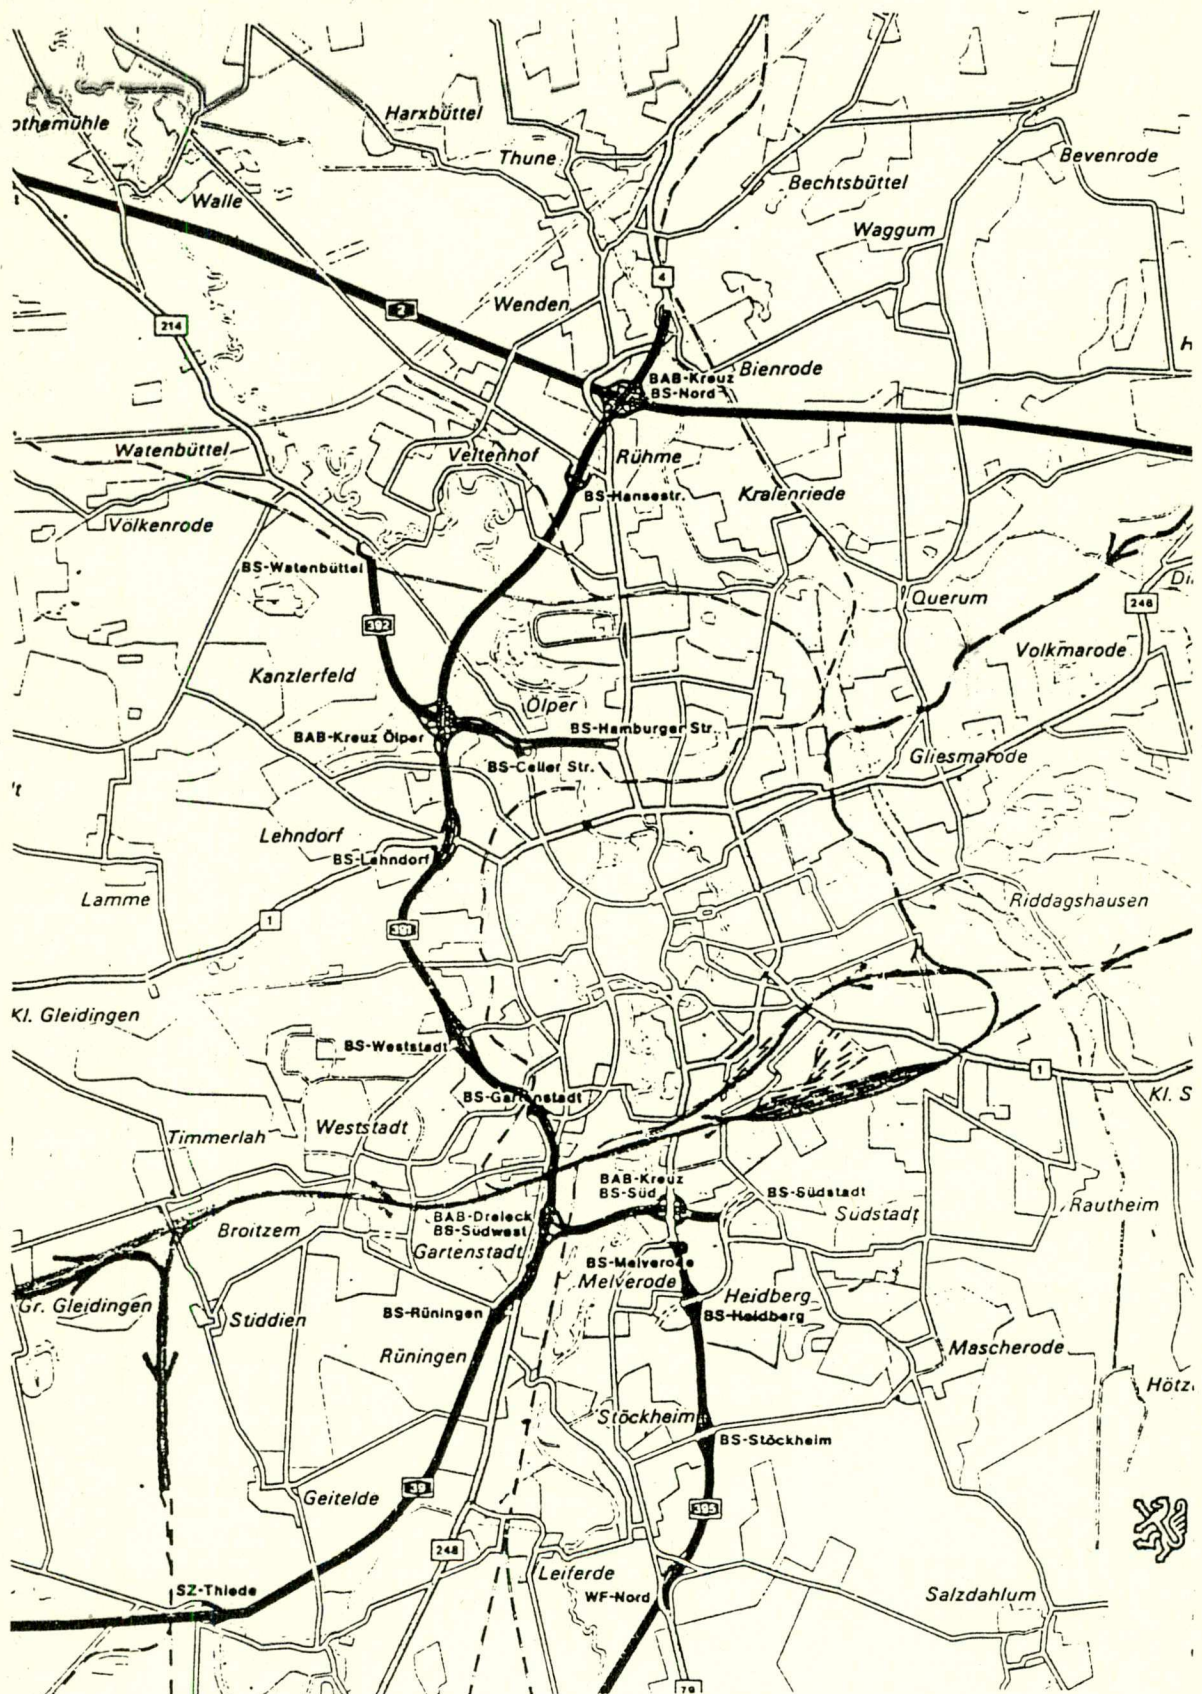 Harxbüttel
othemühle
Thune
Bevenrode
Bechtsbüttel
Walle
Waggum
4
Wenden
2
214
Bienrode
BAB-Kreuz
BS-Nord
Watenbüttel
Veltenhof
Rühme
Kralenriede
BS-Hansestr.
Völkenrode
BS-Watenbüttel
Querum
248
392
Volkmarode
Kanzlerfeld
Ölper
BS-Hamburger Str.
BAB-Kreuz Ölper
Gliesmarode
BS-Celler Str.
Lehndorf
BS-Lehndorf
Lamme
Riddagshausen
1
391
Kl. Gleidingen
BS-Weststadt
1
BS-Gartenstadt
Kl. S
Timmerlah
Weststadt
BAB-Kreuz
BS-Süd
BS-Südstadt
Rautheim
BAB-Dreieck
BS-Südwest
Südstadt
Broitzem
Gartenstadt
BS-Melverode
Melverode
Heidberg
Gr. Gleidingen
Stiddien
BS-Rüningen
BS-Heidberg
Rüningen
Mascherode
Hötz
Stöckheim
BS-Stöckheim
39
Geitelde
395
248
Leiferde
SZ-Thiede
WF-Nord
Salzdahlum
79